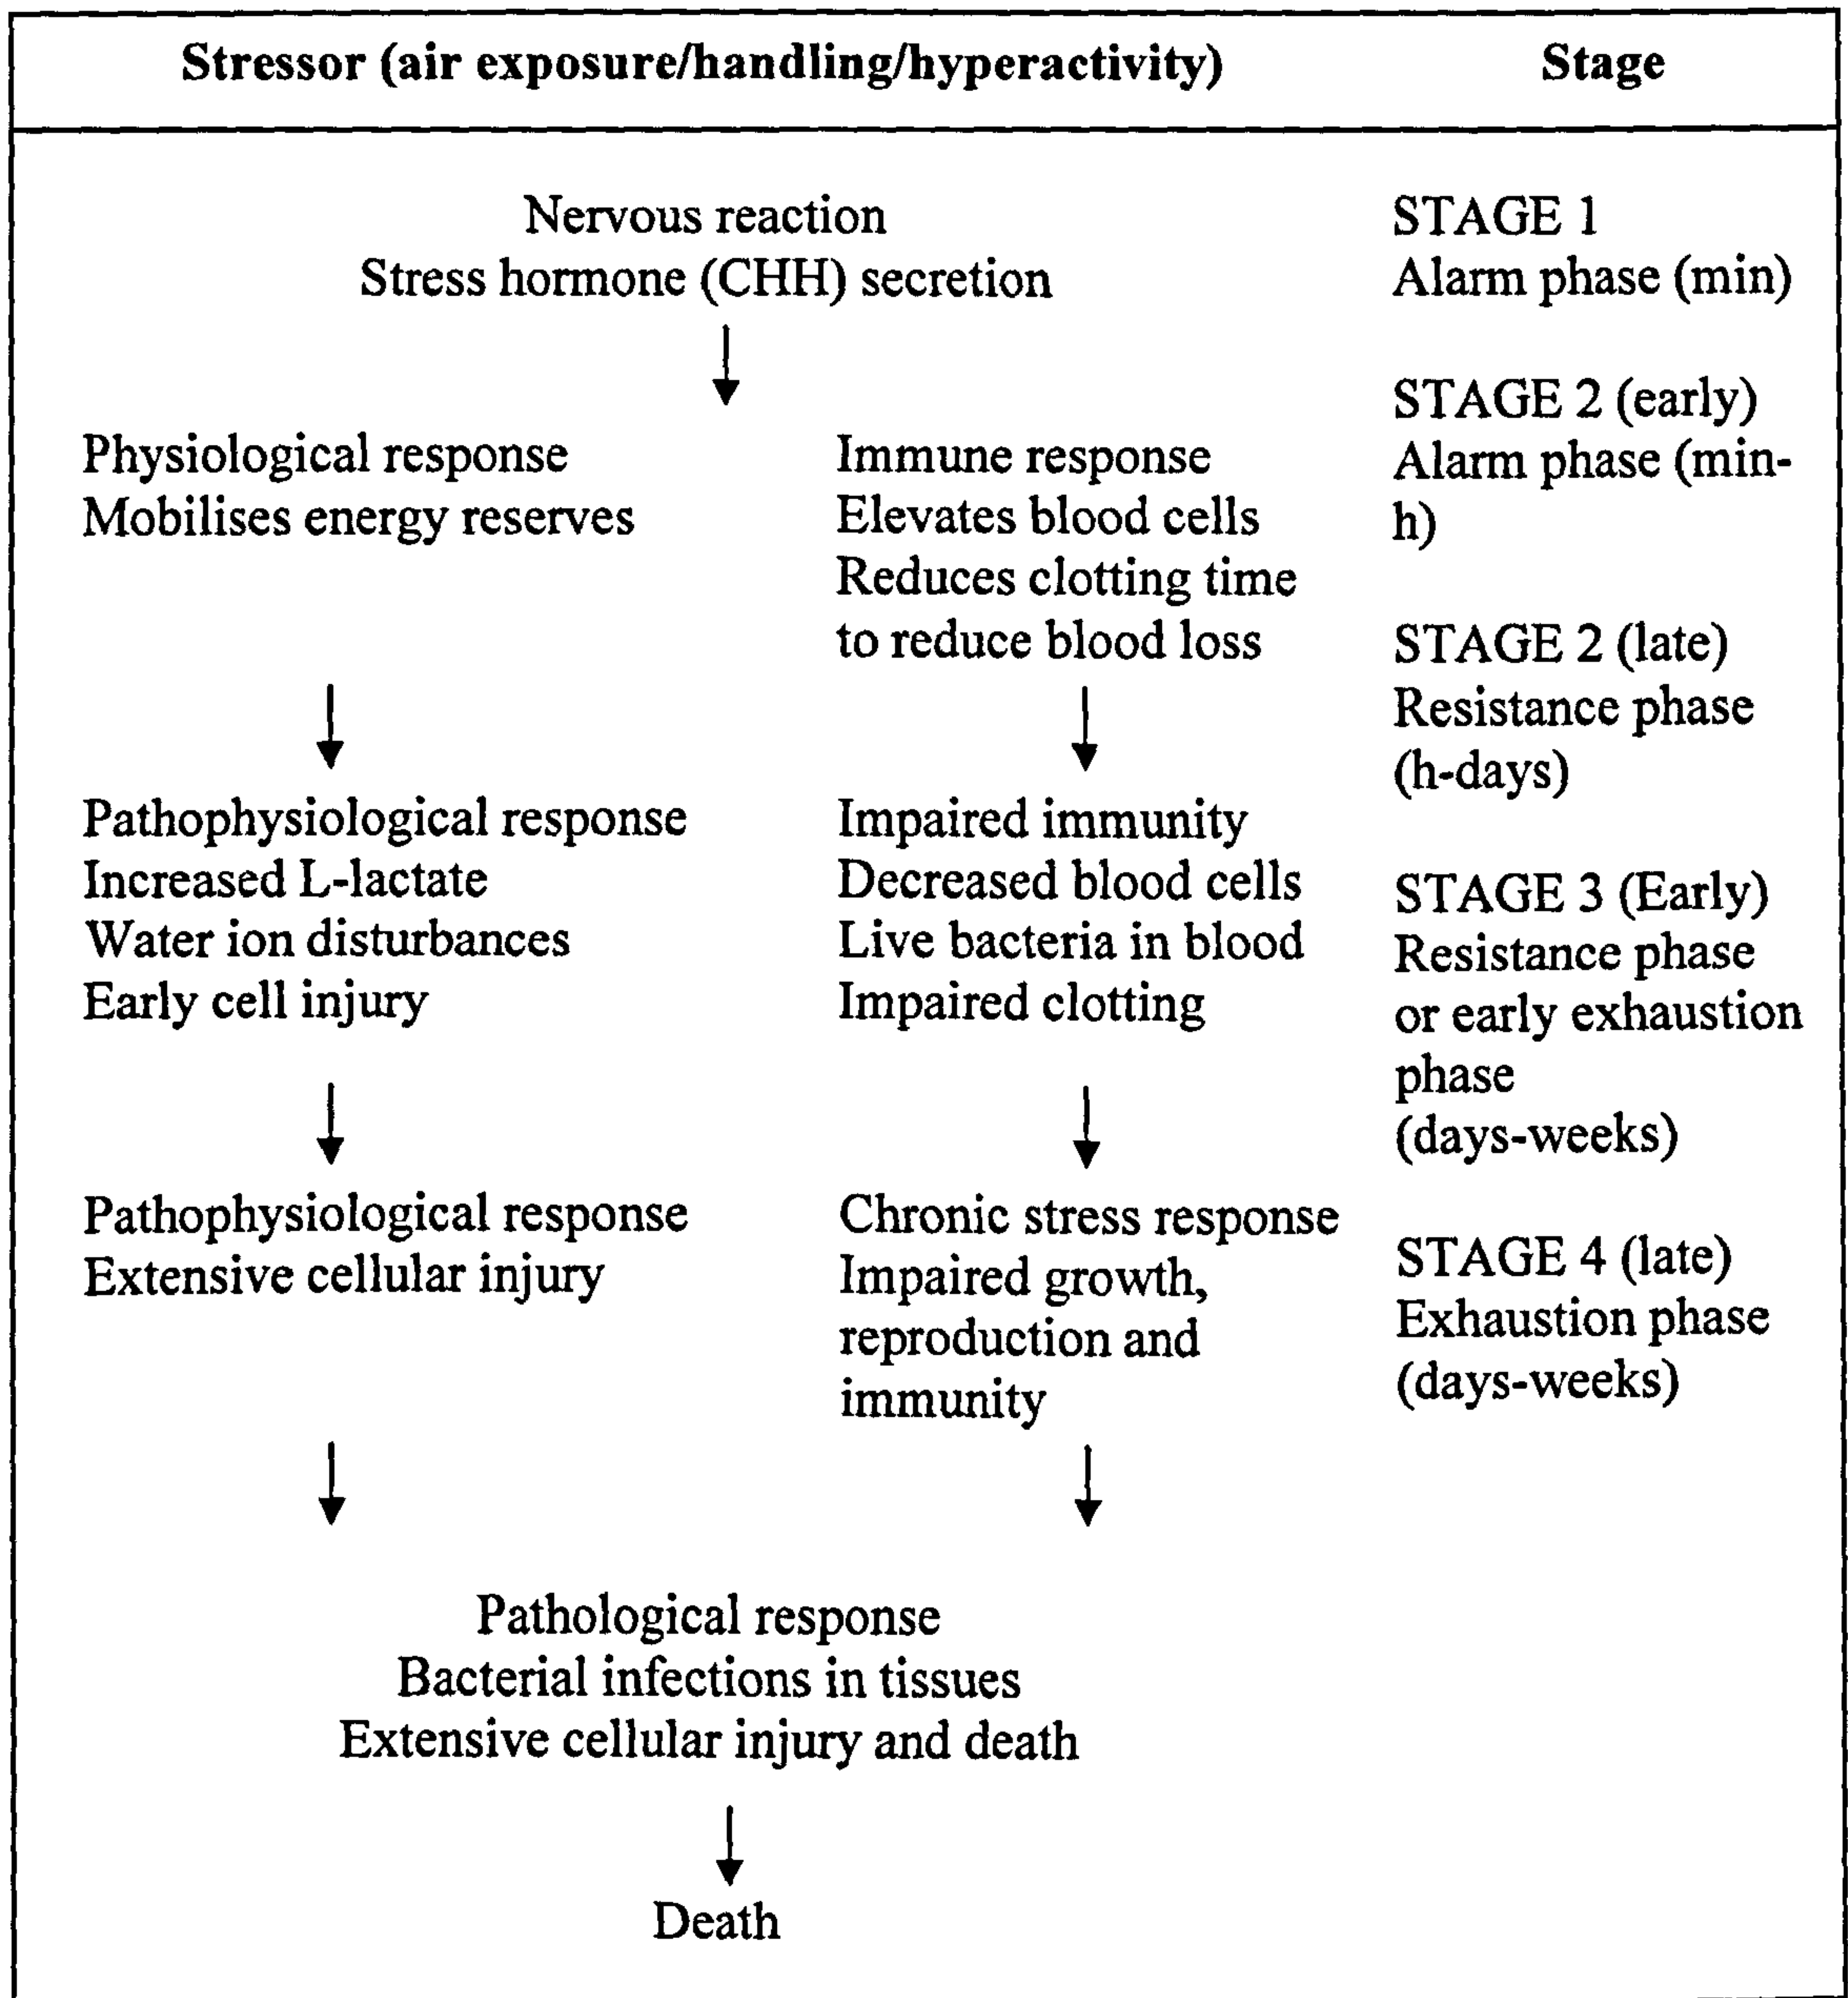 Stressor (air exposure/handling/hyperactivity) Stage
Nervous reaction
Stress hormone (CHH) secretion
STAGE 1
Alarm phase (min)
Physiological response
Mobilises energy reserves
Immune response
Elevates blood cells
Reduces clotting time
to reduce blood loss
STAGE 2 (early)
Alarm phase (min-
h)
STAGE 2 (late)
Resistance phase
(h-days)
Pathophysiological response
Increased L-lactate
Water ion disturbances
Early cell injury
Impaired immunity
Decreased blood cells
Live bacteria in blood
Impaired clotting
STAGE 3 (Early)
Resistance phase
or early exhaustion
phase
(days-weeks)
Pathophysiological response
Extensive cellular injury
Chronic stress response
Impaired growth,
reproduction and
immunity
STAGE 4 (late)
Exhaustion phase
(days-weeks)
Pathological response
Bacterial infections in tissues
Extensive cellular injury and death
Death